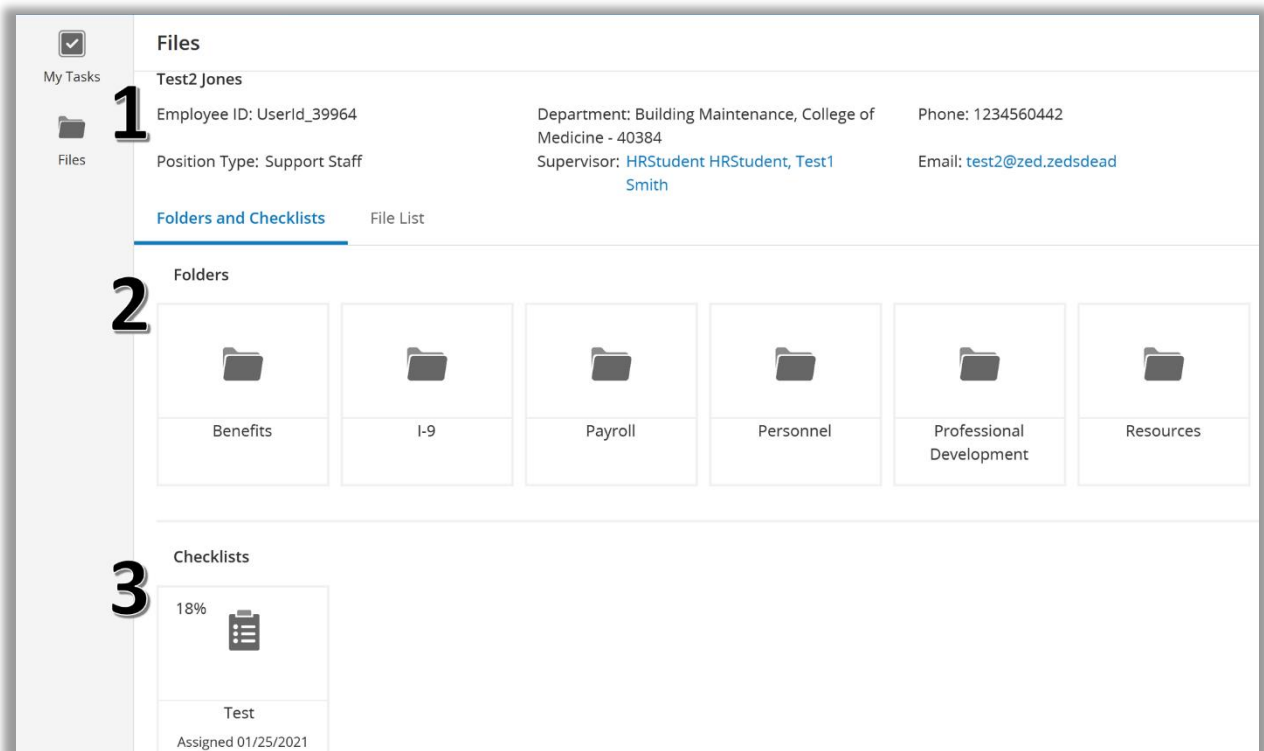 My Tasks
Files
Files
Test2 Jones
1
Employee ID: UserId_39964
Department: Building Maintenance, College of
Medicine - 40384
Phone: 1234560442
Position Type: Support Staff
Supervisor: HRStudent HRStudent, Test1
Smith
Email: test2@zed.zedsdead
Folders and Checklists
File List
2
Folders
Benefits
I-9
Payroll
Personnel
Professional
Development
Resources
3
Checklists
18%
Test
Assigned 01/25/2021